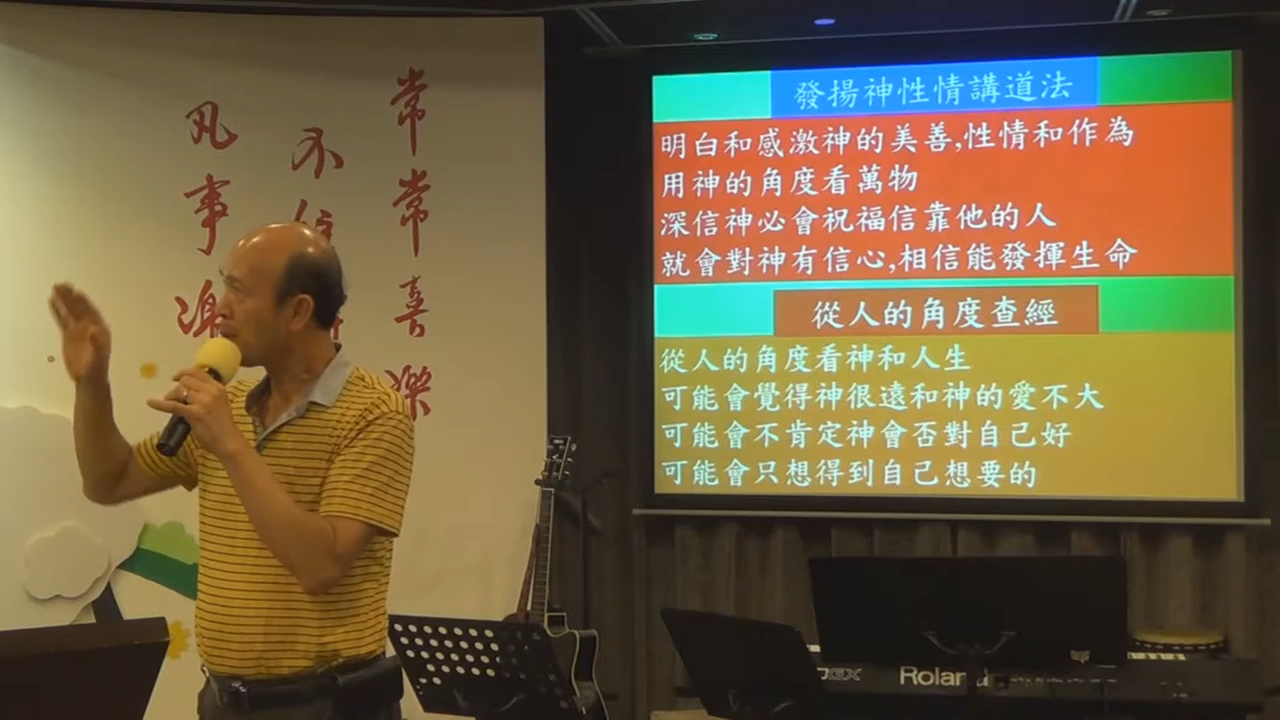 常常喜樂
不住
凡事
發揚神性情講道法
明白和感激神的美善,性情和作為
用神的角度看萬物
深信神必會祝福信靠他的人
就會對神有信心,相信能發揮生命
從人的角度查經
從人的角度看神和人生
可能會覺得神很遠和神的愛不大
可能會不肯定神會否對自己好
可能會只想得到自己想要的
Roland
GX